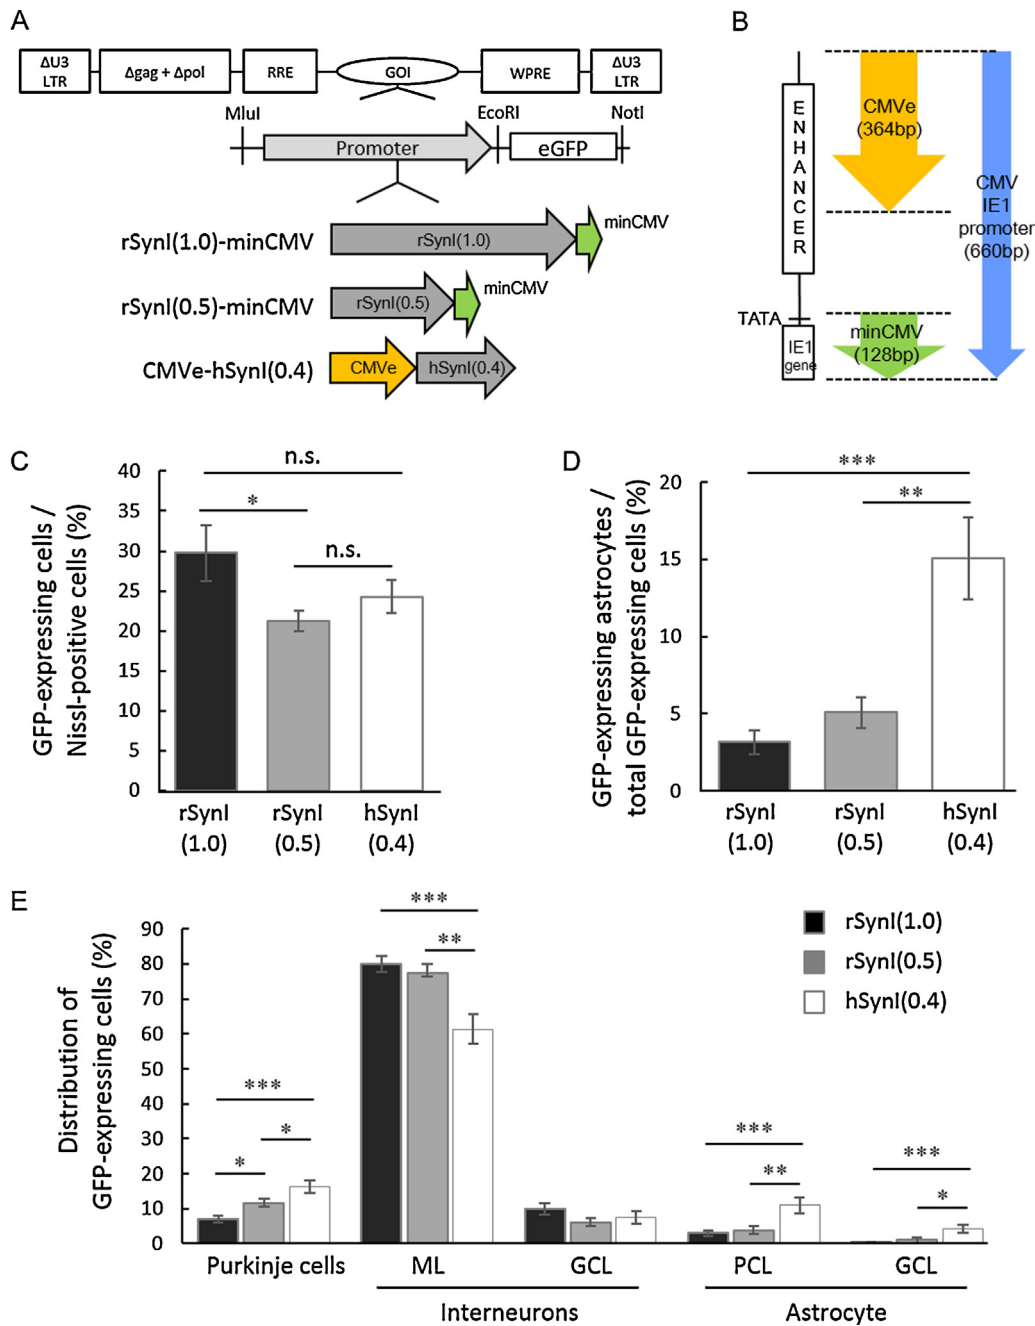 A
ΔU3
LTR
Δgag + Δpol
RRE
GOI
WPRE
ΔU3
LTR
MluI
EcoRI
NotI
Promoter
eGFP
rSynI(1.0)-minCMV
rSynI(1.0)
minCMV
rSynI(0.5)-minCMV
rSynI(0.5)
minCMV
CMVe-hSynI(0.4)
CMVe
hSynI(0.4)
B
ENHANCER
CMVe
(364bp)
CMV
IE1
promoter
(660bp)
TATA
IE1
gene
minCMV
(128bp)
C
GFP-expressing cells /
Nissl-positive cells (%)
40
35
30
25
20
15
10
5
0
n.s.
*
n.s.
rSynI
(1.0)
rSynI
(0.5)
hSynI
(0.4)
D
GFP-expressing astrocytes /
total GFP-expressing cells (%)
20
15
10
5
0
***
**
rSynI
(1.0)
rSynI
(0.5)
hSynI
(0.4)
E
Distribution of
GFP-expressing cells (%)
90
80
70
60
50
40
30
20
10
0
***
*
*
***
**
***
**
***
*
rSynI(1.0)
rSynI(0.5)
hSynI(0.4)
Purkinje cells
ML
GCL
PCL
GCL
Interneurons
Astrocyte